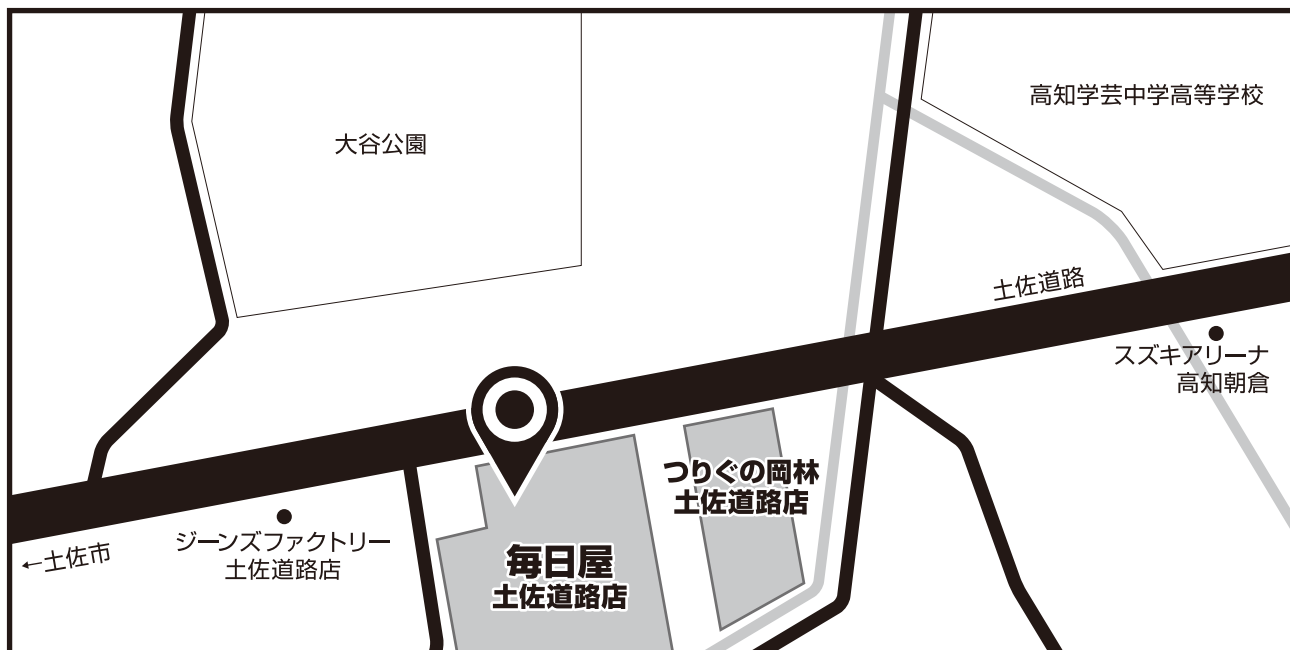 高知学芸中学高等学校
大谷公園
土佐道路
スズキアリーナ
高知朝倉
つりぐの岡林
土佐道路店
ジーンズファクトリー
土佐道路店
←土佐市
毎日屋
土佐道路店